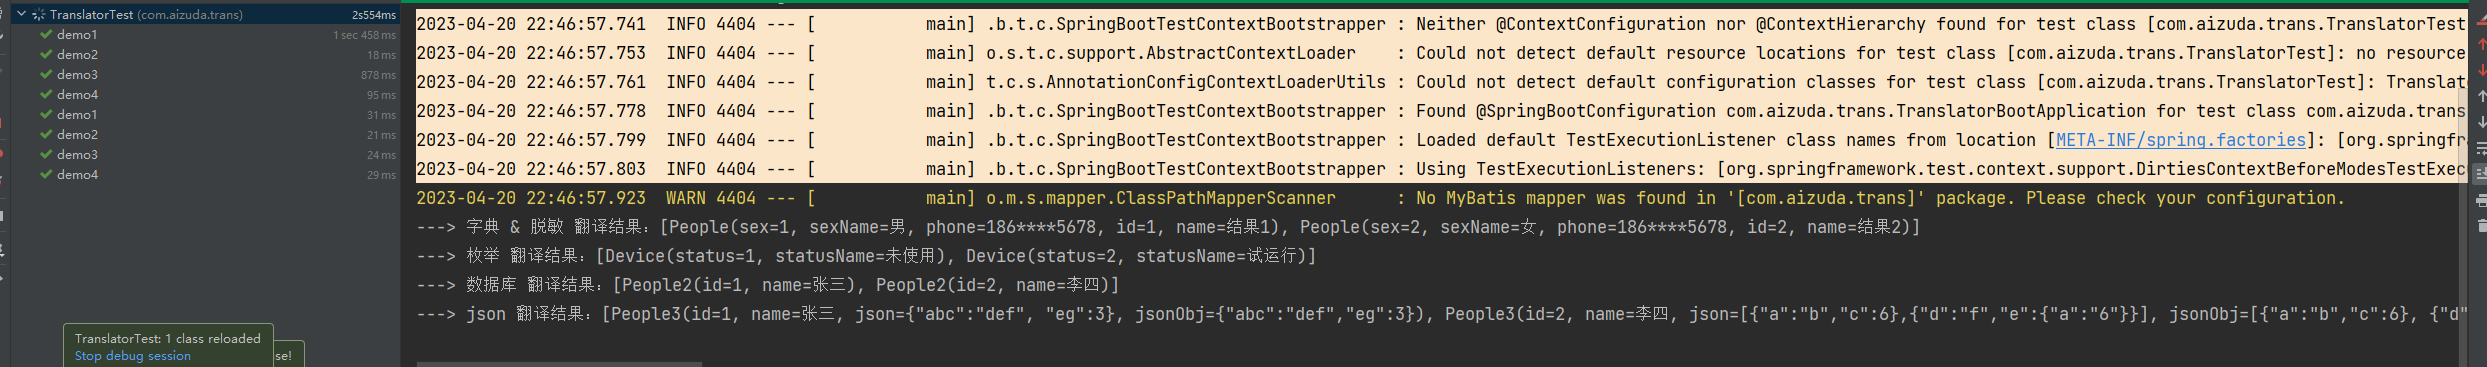 TranslatorTest (com.aizuda.trans) 2s554ms
demo1 1 sec 458 ms
demo2 18 ms
demo3 878 ms
demo4 95 ms
demo1 31 ms
demo2 21 ms
demo3 24 ms
demo4 29 ms
TranslatorTest: 1 class reloaded
Stop debug session
se!
2023-04-20 22:46:57.741  INFO 4404 --- [           main] .b.t.c.SpringBootTestContextBootstrapper : Neither @ContextConfiguration nor @ContextHierarchy found for test class [com.aizuda.trans.TranslatorTest
2023-04-20 22:46:57.753  INFO 4404 --- [           main] o.s.t.c.support.AbstractContextLoader    : Could not detect default resource locations for test class [com.aizuda.trans.TranslatorTest]: no resource
2023-04-20 22:46:57.761  INFO 4404 --- [           main] t.c.s.AnnotationConfigContextLoaderUtils : Could not detect default configuration classes for test class [com.aizuda.trans.TranslatorTest]: Translat
2023-04-20 22:46:57.778  INFO 4404 --- [           main] .b.t.c.SpringBootTestContextBootstrapper : Found @SpringBootConfiguration com.aizuda.trans.TranslatorBootApplication for test class com.aizuda.trans
2023-04-20 22:46:57.799  INFO 4404 --- [           main] .b.t.c.SpringBootTestContextBootstrapper : Loaded default TestExecutionListener class names from location [META-INF/spring.factories]: [org.springfr
2023-04-20 22:46:57.803  INFO 4404 --- [           main] .b.t.c.SpringBootTestContextBootstrapper : Using TestExecutionListeners: [org.springframework.test.context.support.DirtiesContextBeforeModesTestExec
2023-04-20 22:46:57.923  WARN 4404 --- [           main] o.m.s.mapper.ClassPathMapperScanner      : No MyBatis mapper was found in '[com.aizuda.trans]' package. Please check your configuration.
---> 字典 & 脱敏 翻译结果：[People(sex=1, sexName=男, phone=186****5678, id=1, name=结果1), People(sex=2, sexName=女, phone=186****5678, id=2, name=结果2)]
---> 枚举 翻译结果：[Device(status=1, statusName=未使用), Device(status=2, statusName=试运行)]
---> 数据库 翻译结果：[People2(id=1, name=张三), People2(id=2, name=李四)]
---> json 翻译结果：[People3(id=1, name=张三, json={"abc":"def", "eg":3}, jsonObj={"abc":"def","eg":3}), People3(id=2, name=李四, json=[{"a":"b","c":6},{"d":"f","e":{"a":"6"}}], jsonObj=[{"a":"b","c":6}, {"d"